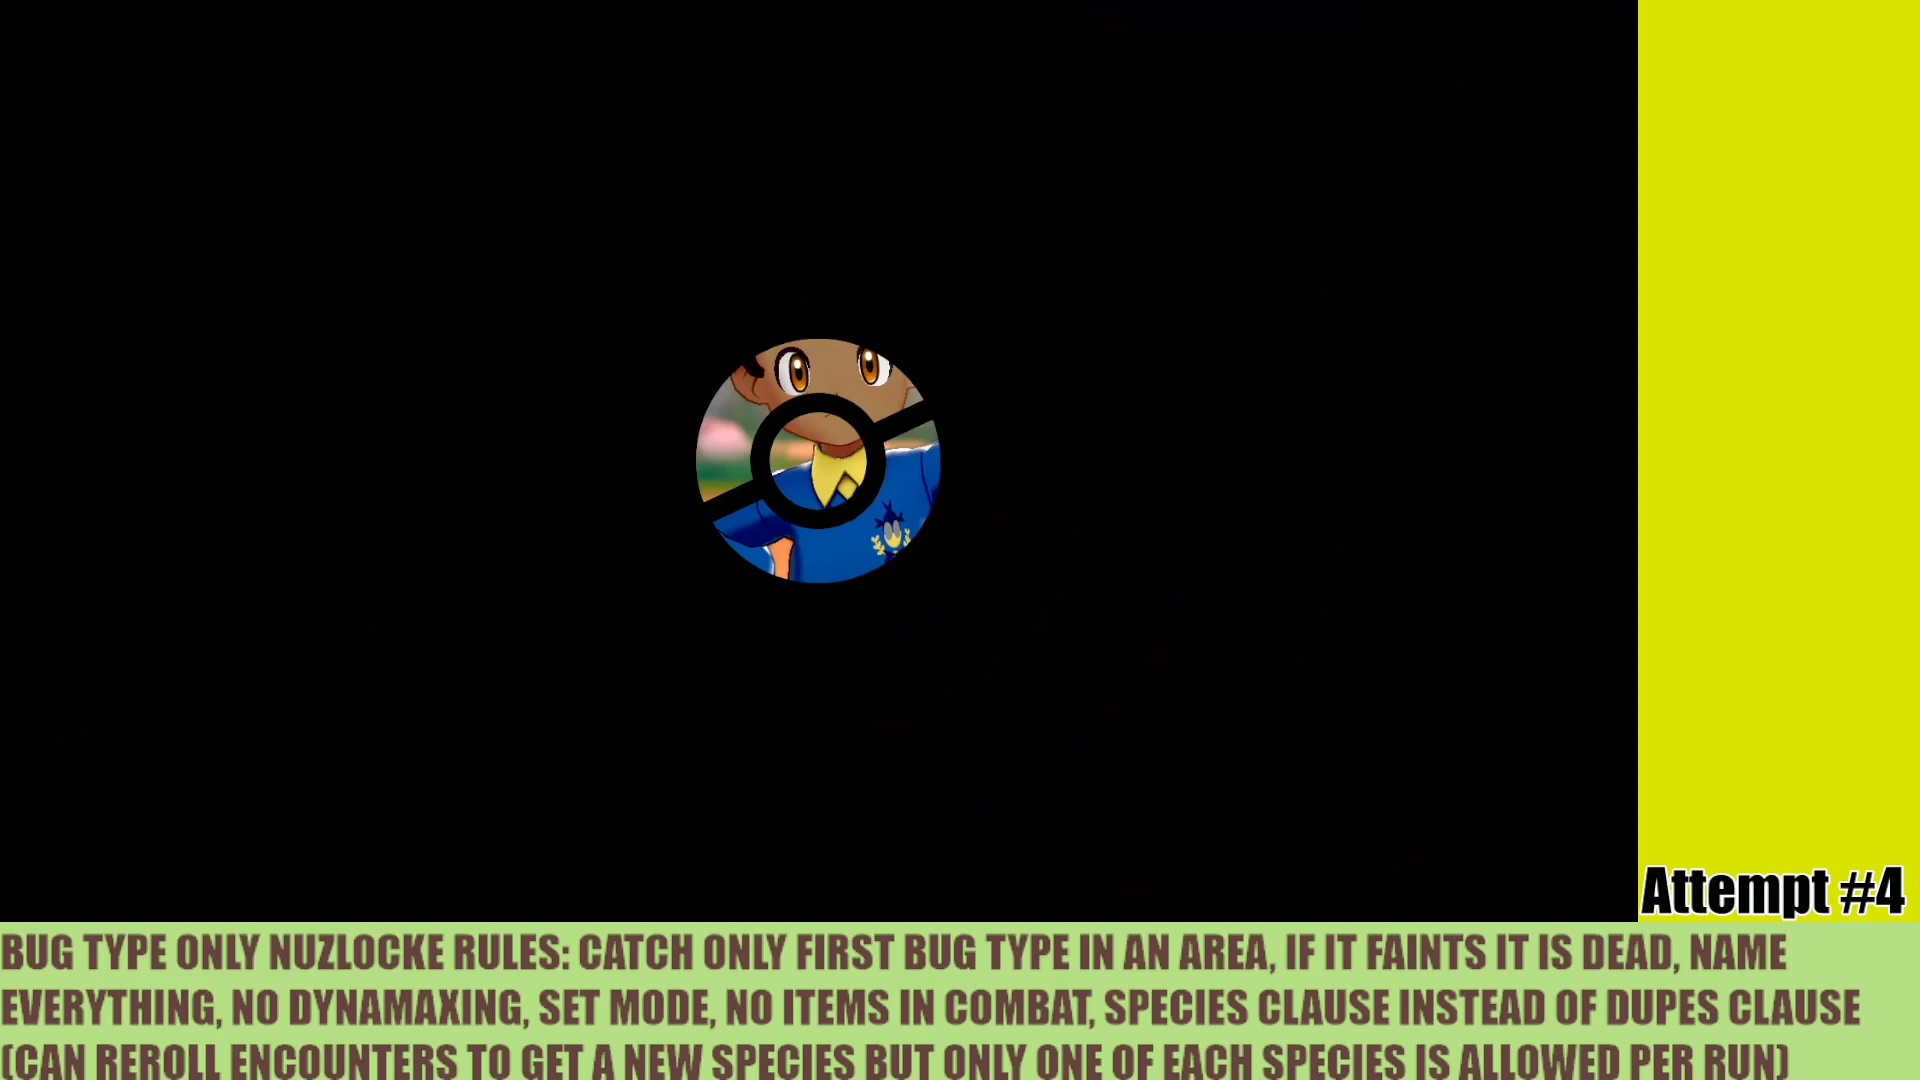 Attempt #4
BUG TYPE ONLY NUZLOCKE RULES: CATCH ONLY FIRST BUG TYPE IN AN AREA, IF IT FAINTS IT IS DEAD, NAME
EVERYTHING, NO DYNAMAXING, SET MODE, NO ITEMS IN COMBAT, SPECIES CLAUSE INSTEAD OF DUPES CLAUSE
(CAN REROLL ENCOUNTERS TO GET A NEW SPECIES BUT ONLY ONE OF EACH SPECIES IS ALLOWED PER RUN)